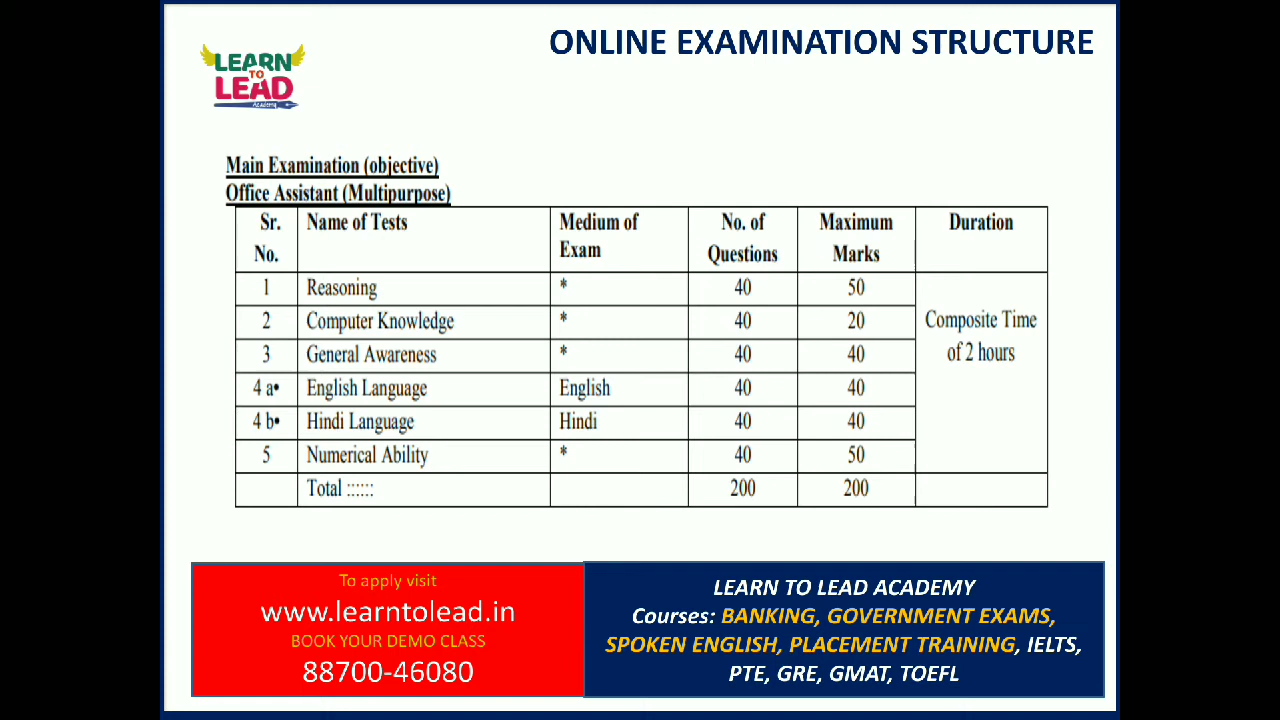 ONLINE EXAMINATION STRUCTURE
LEARN
TO
LEAD
Academy
Main Examination (objective)
Office Assistant (Multipurpose)
Sr. No. Name of Tests Medium of Exam No. of Questions Maximum Marks Duration
1 Reasoning * 40 50 Composite Time of 2 hours
2 Computer Knowledge * 40 20
3 General Awareness * 40 40
4 a• English Language English 40 40
4 b• Hindi Language Hindi 40 40
5 Numerical Ability * 40 50
Total :::::: 200 200
To apply visit
www.learntolead.in
BOOK YOUR DEMO CLASS
88700-46080
LEARN TO LEAD ACADEMY
Courses: BANKING, GOVERNMENT EXAMS,
SPOKEN ENGLISH, PLACEMENT TRAINING, IELTS,
PTE, GRE, GMAT, TOEFL